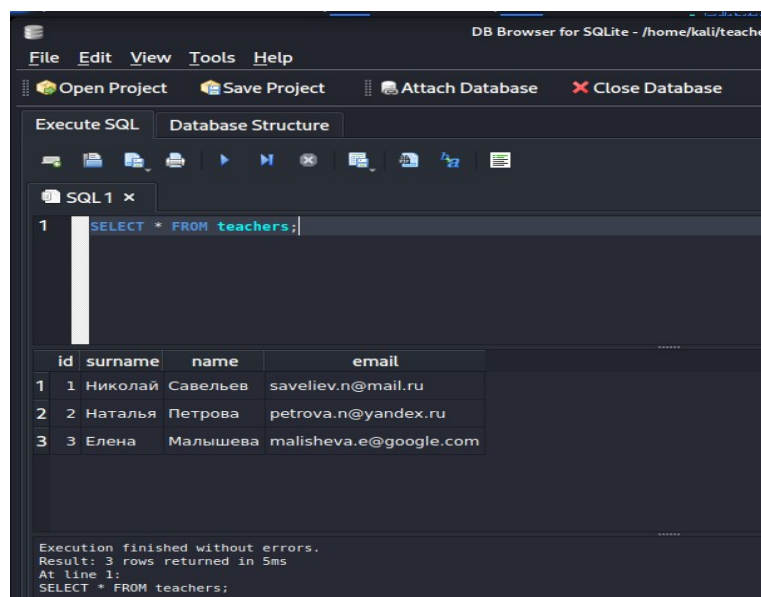 DB Browser for SQLite - /home/kali/teache
File Edit View Tools Help
Open Project Save Project Attach Database Close Database
Execute SQL Database Structure
SQL 1 ×
1 SELECT * FROM teachers;
id surname name email
1 1 Николай Савельев saveliev.n@mail.ru
2 2 Наталья Петрова petrova.n@yandex.ru
3 3 Елена Малышева malisheva.e@google.com
Execution finished without errors.
Result: 3 rows returned in 5ms
At line 1:
SELECT * FROM teachers;